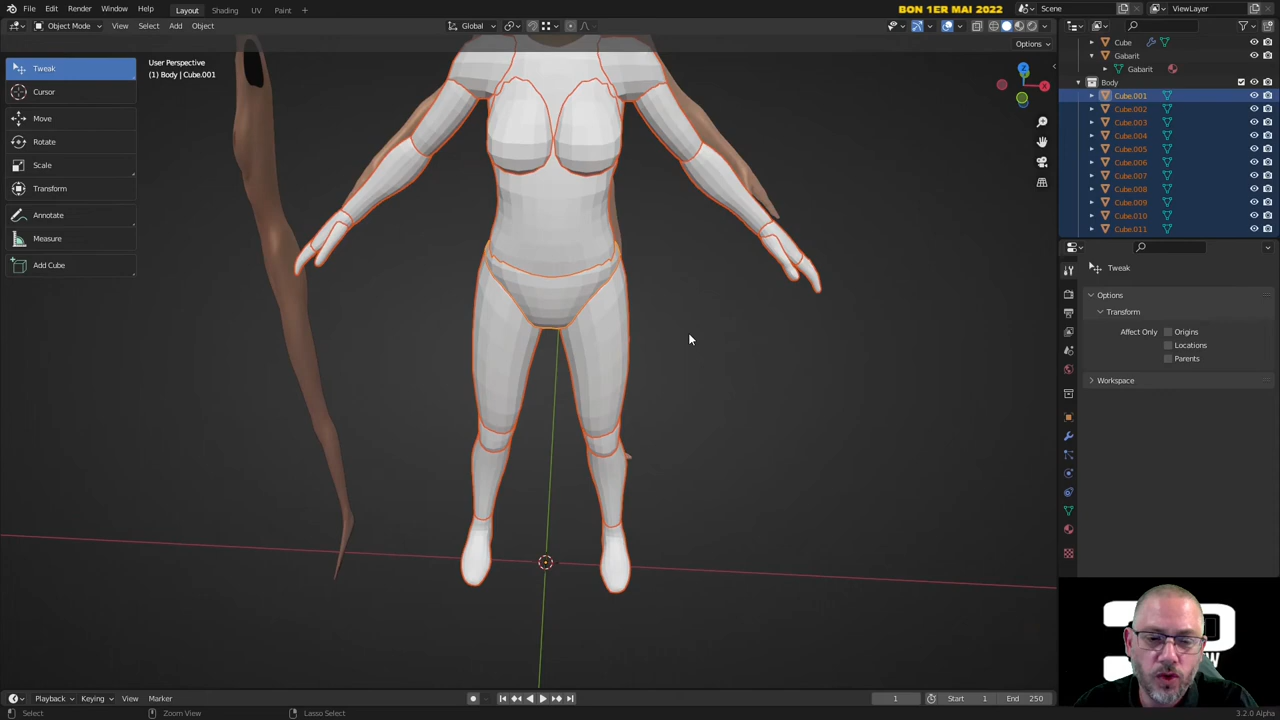 File Edit Render Window Help Layout Shading UV Paint + BON 1ER MAI 2022 Scene ViewLayer
Object Mode View Select Add Object Global
Options
Tweak
Cursor
Move
Rotate
Scale
Transform
Annotate
Measure
Add Cube
User Perspective
(1) Body | Cube.001
Z
X
Cube
Gabarit
Gabarit
Body
Cube.001
Cube.002
Cube.003
Cube.004
Cube.005
Cube.006
Cube.007
Cube.008
Cube.009
Cube.010
Cube.011
Tweak
Options
Transform
Affect Only Origins
Locations
Parents
Workspace
Playback Keying View Marker 1 Start 1 End 250
Select Zoom View Lasso Select 3.2.0 Alpha